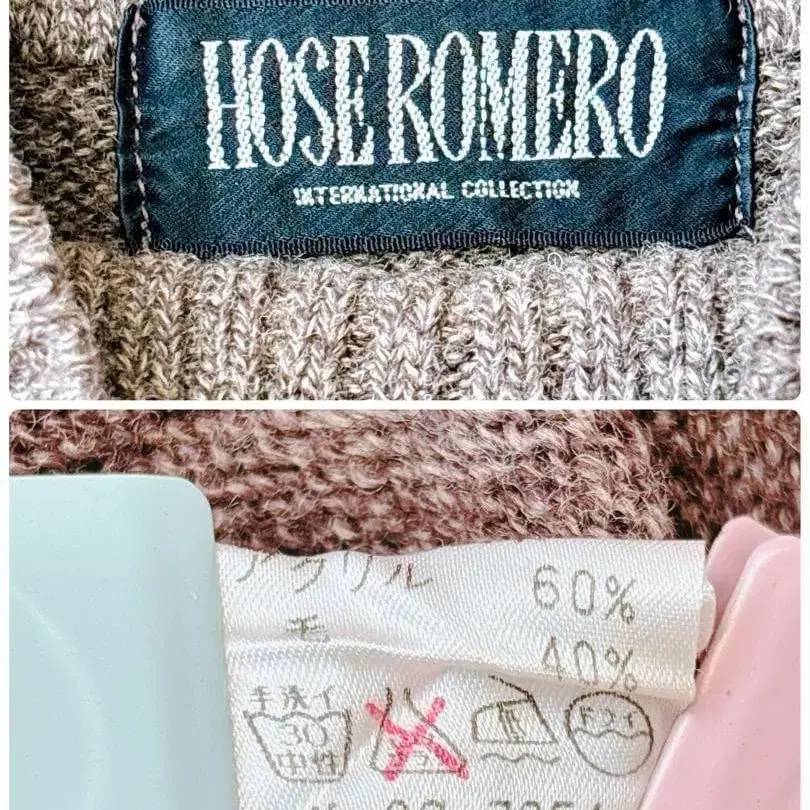 HOSE ROMERO
INTERNATIONAL COLLECTION
アクリル 60%
毛 40%
手洗イ
30
中性
ドライ